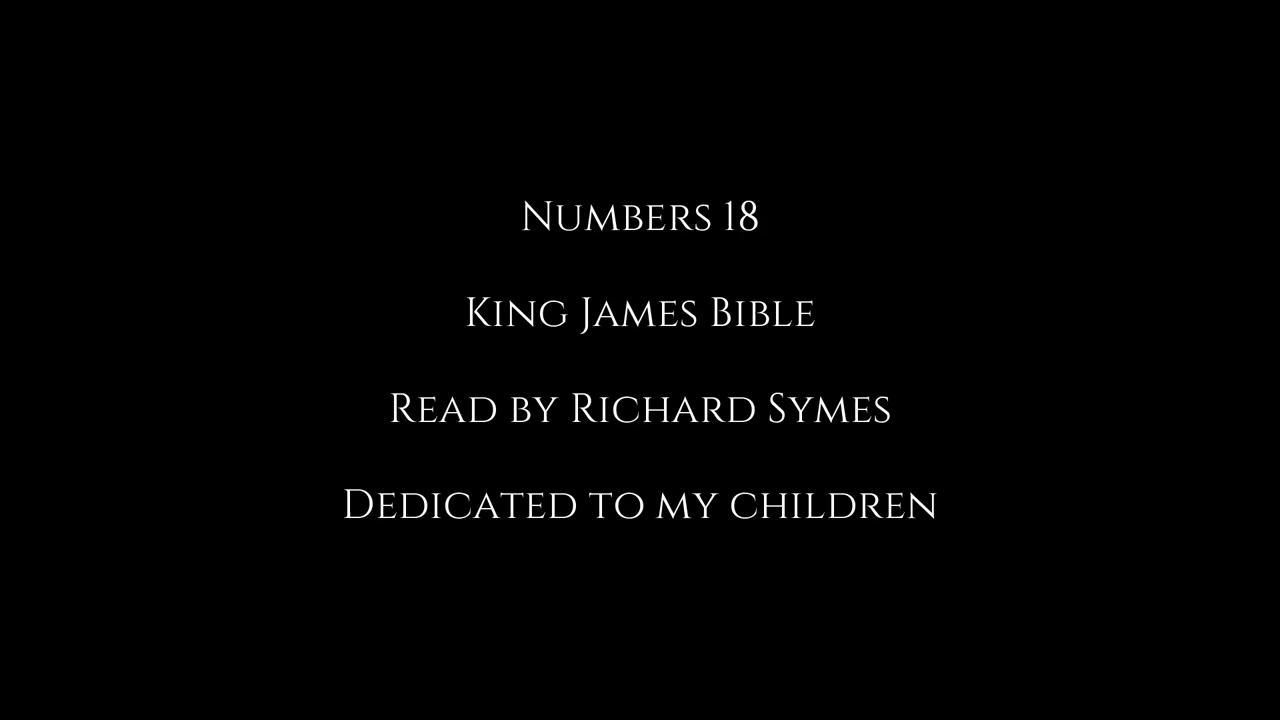 Numbers 18
King James Bible
Read by Richard Symes
Dedicated to my children